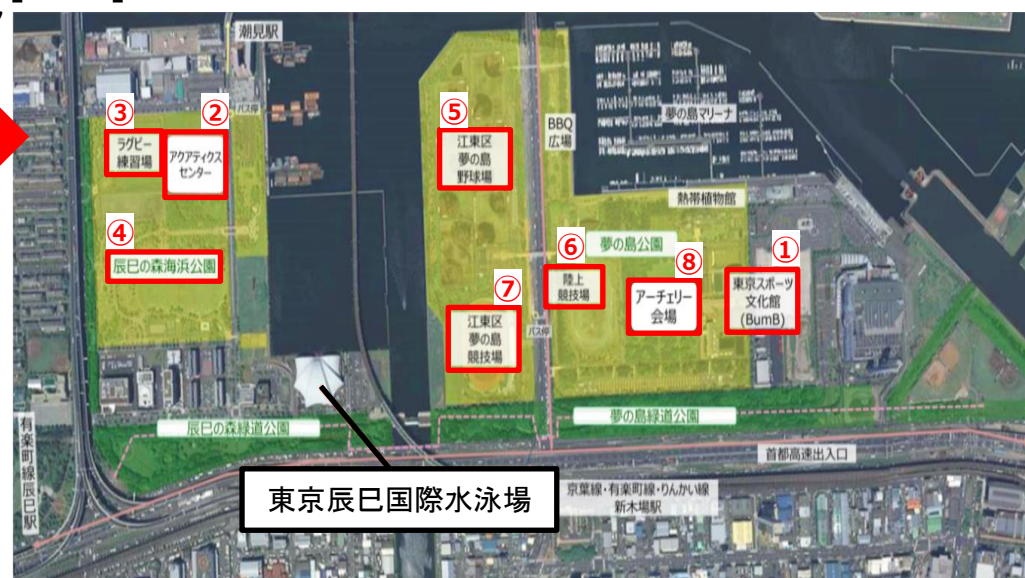 潮見駅
バス停
③
ラグビー
練習場
②
アクアティクス
センター
④
辰巳の森海浜公園
⑤
江東区
夢の島
野球場
BBQ
広場
夢の島マリーナ
熱帯植物館
夢の島公園
⑥
陸上
競技場
⑧
アーチェリー
会場
①
東京スポーツ
文化館
(BumB)
⑦
江東区
夢の島
競技場
バス停
辰巳の森緑道公園
夢の島緑道公園
首都高速出入口
有楽町線辰巳駅
東京辰巳国際水泳場
京葉線・有楽町線・りんかい線
新木場駅